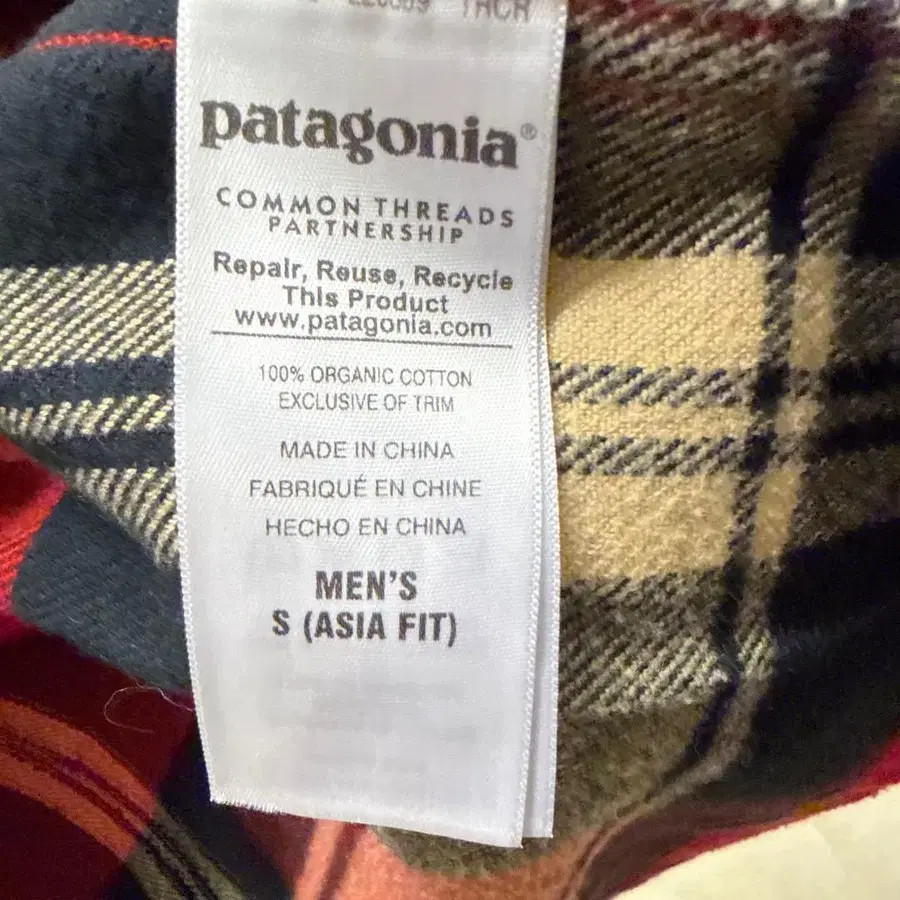 patagonia®
COMMON THREADS
PARTNERSHIP
Repair, Reuse, Recycle
This Product
www.patagonia.com
100% ORGANIC COTTON
EXCLUSIVE OF TRIM
MADE IN CHINA
FABRIQUÉ EN CHINE
HECHO EN CHINA
MEN'S
S (ASIA FIT)